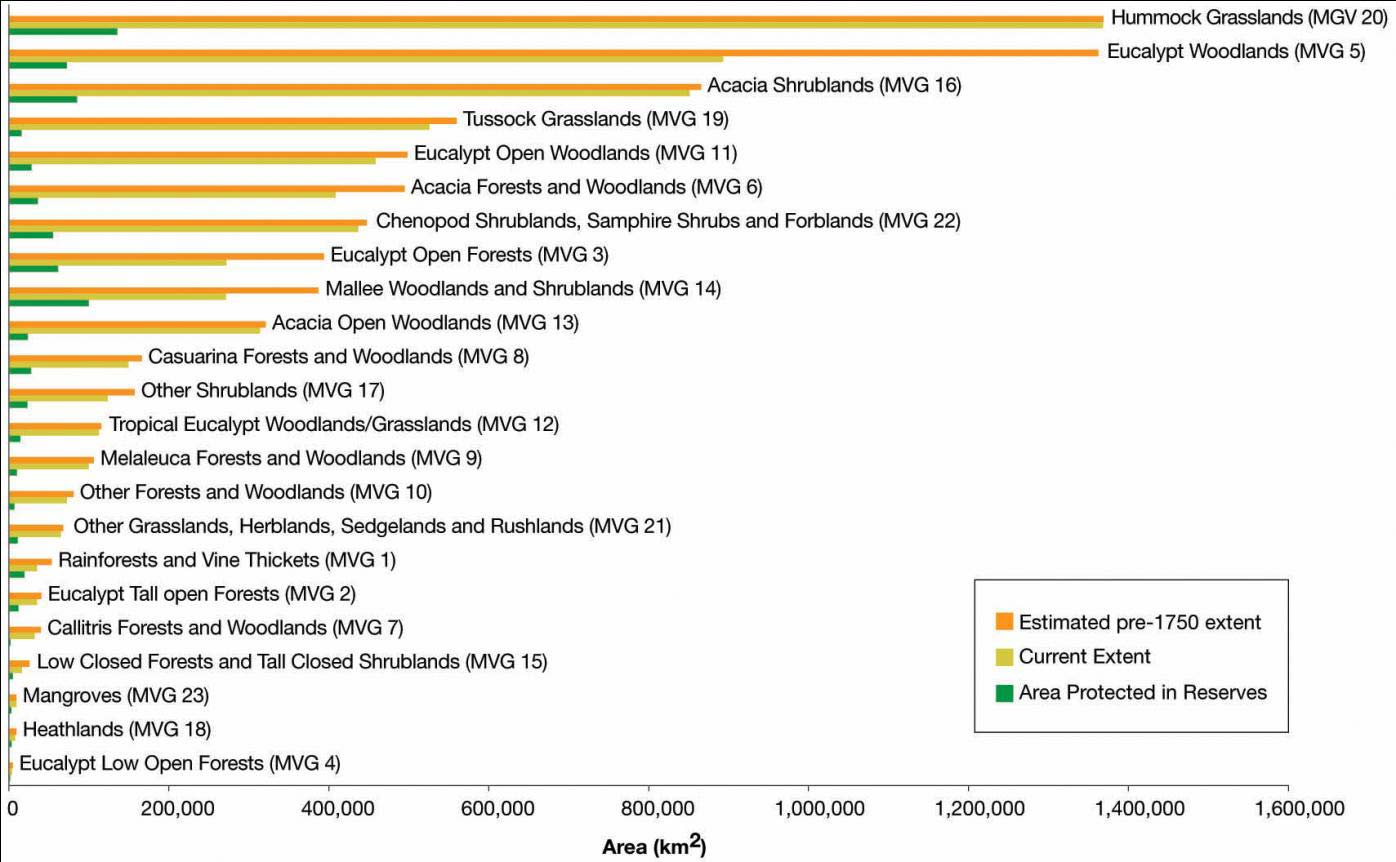 Hummock Grasslands (MGV 20)
Eucalypt Woodlands (MVG 5)
Acacia Shrublands (MVG 16)
Tussock Grasslands (MVG 19)
Eucalypt Open Woodlands (MVG 11)
Acacia Forests and Woodlands (MVG 6)
Chenopod Shrublands, Samphire Shrubs and Forblands (MVG 22)
Eucalypt Open Forests (MVG 3)
Mallee Woodlands and Shrublands (MVG 14)
Acacia Open Woodlands (MVG 13)
Casuarina Forests and Woodlands (MVG 8)
Other Shrublands (MVG 17)
Tropical Eucalypt Woodlands/Grasslands (MVG 12)
Melaleuca Forests and Woodlands (MVG 9)
Other Forests and Woodlands (MVG 10)
Other Grasslands, Herblands, Sedgelands and Rushlands (MVG 21)
Rainforests and Vine Thickets (MVG 1)
Eucalypt Tall open Forests (MVG 2)
Callitris Forests and Woodlands (MVG 7)
Low Closed Forests and Tall Closed Shrublands (MVG 15)
Mangroves (MVG 23)
Heathlands (MVG 18)
Eucalypt Low Open Forests (MVG 4)
Estimated pre-1750 extent
Current Extent
Area Protected in Reserves
0 200,000 400,000 600,000 800,000 1,000,000 1,200,000 1,400,000 1,600,000
Area (km²)